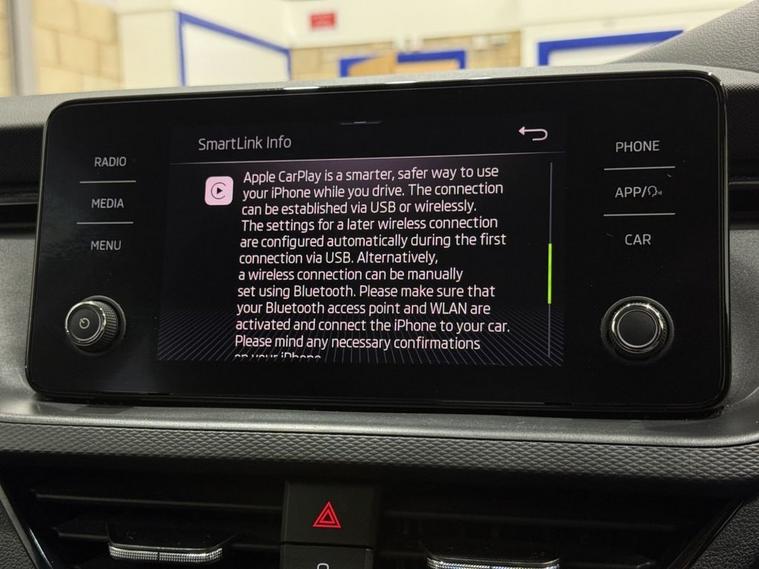 SmartLink Info
RADIO
MEDIA
MENU
Apple CarPlay is a smarter, safer way to use
your iPhone while you drive. The connection
can be established via USB or wirelessly.
The settings for a later wireless connection
are configured automatically during the first
connection via USB. Alternatively,
a wireless connection can be manually
set using Bluetooth. Please make sure that
your Bluetooth access point and WLAN are
activated and connect the iPhone to your car.
Please mind any necessary confirmations
on your iPhone
PHONE
APP/
CAR